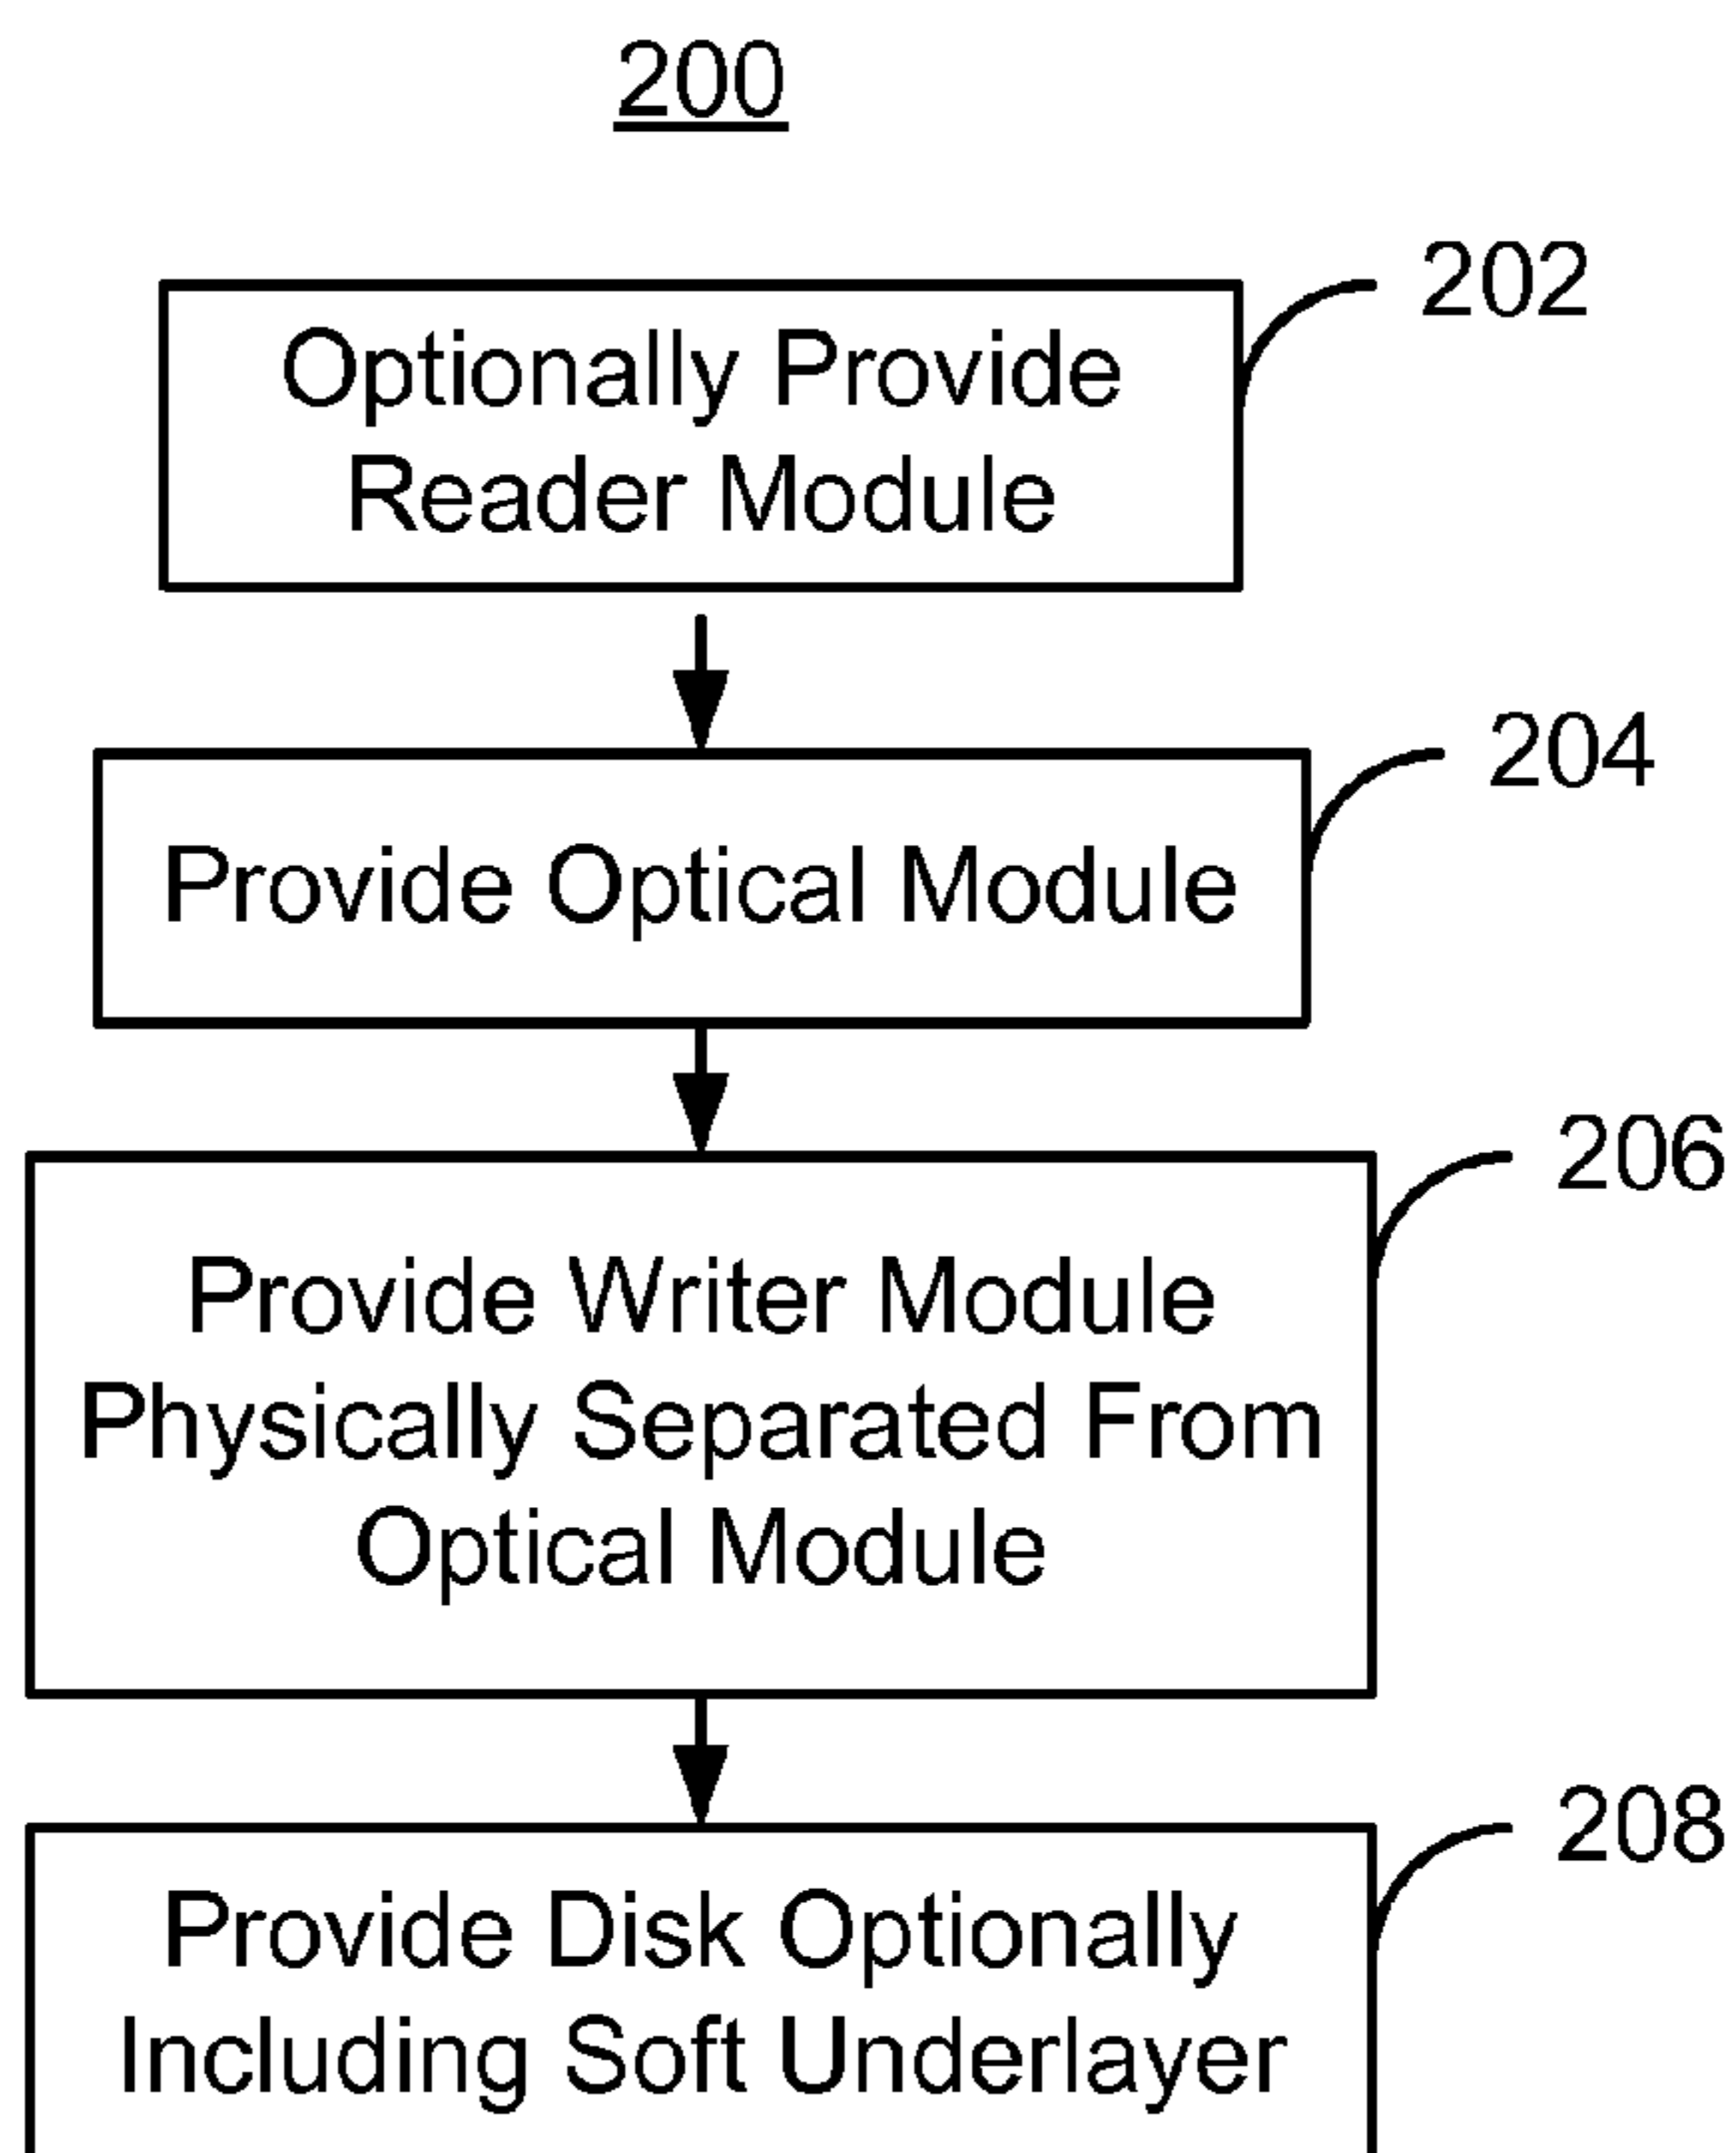 200
202
Optionally Provide
Reader Module
204
Provide Optical Module
206
Provide Writer Module
Physically Separated From
Optical Module
208
Provide Disk Optionally
Including Soft Underlayer